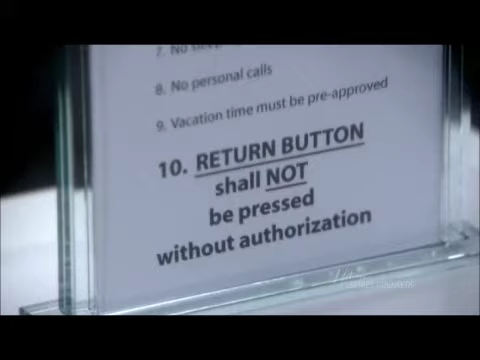 7. No
8. No personal calls
9. Vacation time must be pre-approved
10. RETURN BUTTON
shall NOT
be pressed
without authorization